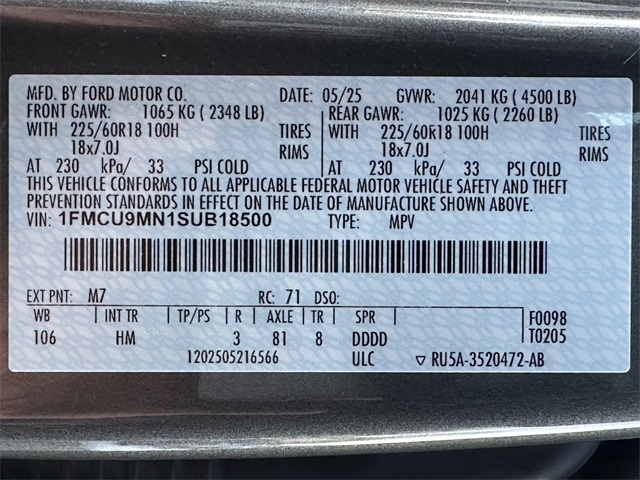 MFD. BY FORD MOTOR CO. DATE: 05/25 GVWR: 2041 KG ( 4500 LB)
FRONT GAWR: 1065 KG ( 2348 LB) REAR GAWR: 1025 KG ( 2260 LB)
WITH 225/60R18 100H TIRES WITH 225/60R18 100H TIRES
18x7.0J RIMS 18x7.0J RIMS
AT 230 kPa/ 33 PSI COLD AT 230 kPa/ 33 PSI COLD
THIS VEHICLE CONFORMS TO ALL APPLICABLE FEDERAL MOTOR VEHICLE SAFETY AND THEFT
PREVENTION STANDARDS IN EFFECT ON THE DATE OF MANUFACTURE SHOWN ABOVE.
VIN: 1FMCU9MN1SUB18500 TYPE: MPV
EXT PNT: M7 RC: 71 DSO:
WB INT TR TP/PS R AXLE TR SPR F0098
106 HM 3 81 8 DDDD T0205
1202505216566 ULC ▽ RU5A-3520472-AB